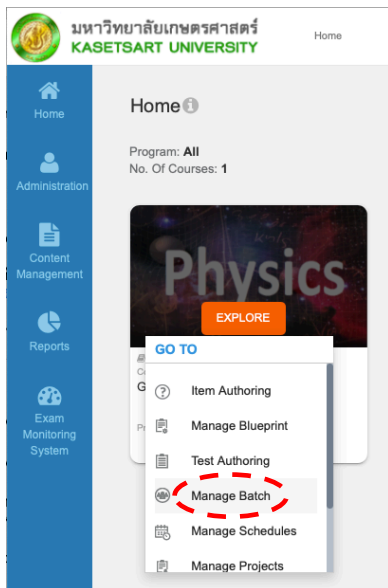 มหาวิทยาลัยเกษตรศาสตร์
KASETSART UNIVERSITY
Home
Home
Administration
Content
Management
Reports
Exam
Monitoring
System
Home
Program: All
No. Of Courses: 1
Physics
EXPLORE
GO TO
Item Authoring
Manage Blueprint
Test Authoring
Manage Batch
Manage Schedules
Manage Projects